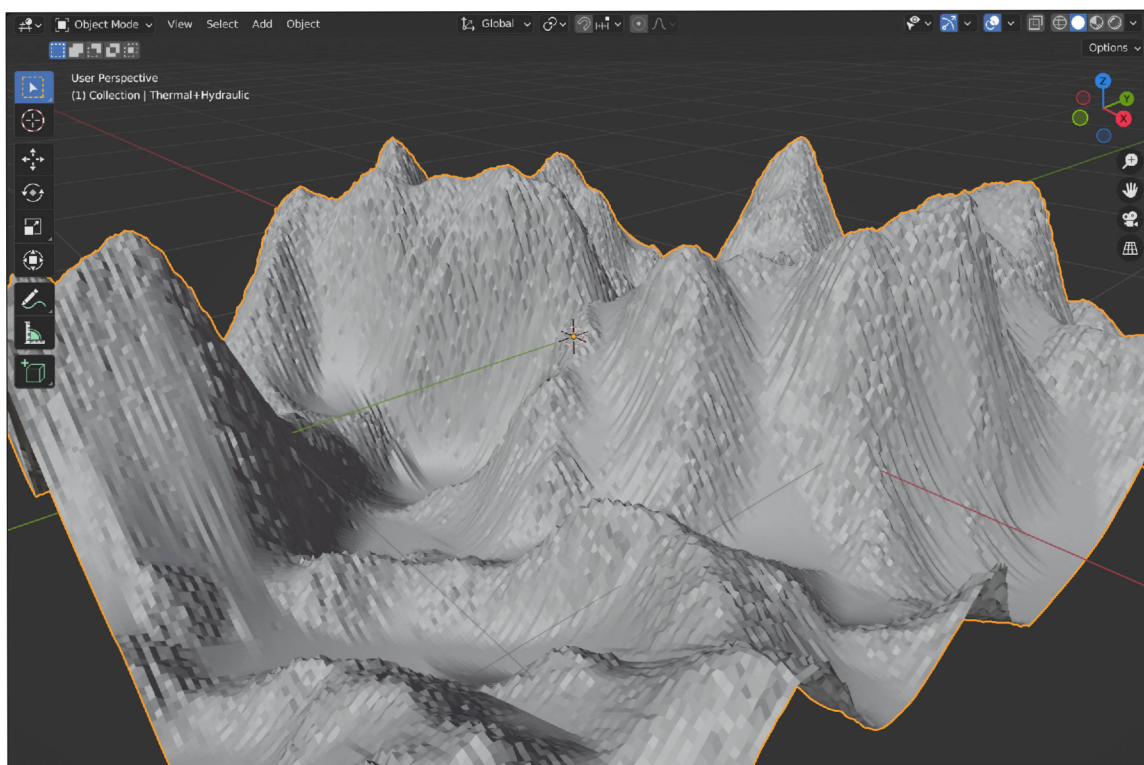 Object Mode View Select Add Object Global
Options
User Perspective
(1) Collection | Thermal+Hydraulic
Z
Y
X